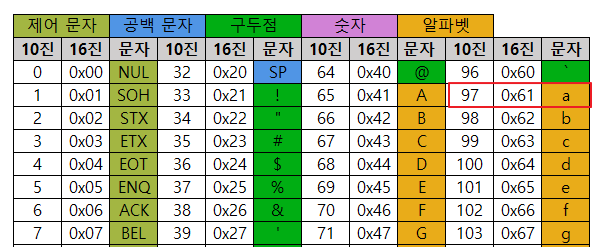 제어 문자 공백 문자 구두점 숫자 알파벳
10진 16진 문자 10진 16진 문자 10진 16진 문자 10진 16진 문자
0 0x00 NUL 32 0x20 SP 64 0x40 @ 96 0x60 `
1 0x01 SOH 33 0x21 ! 65 0x41 A 97 0x61 a
2 0x02 STX 34 0x22 " 66 0x42 B 98 0x62 b
3 0x03 ETX 35 0x23 # 67 0x43 C 99 0x63 c
4 0x04 EOT 36 0x24 $ 68 0x44 D 100 0x64 d
5 0x05 ENQ 37 0x25 % 69 0x45 E 101 0x65 e
6 0x06 ACK 38 0x26 & 70 0x46 F 102 0x66 f
7 0x07 BEL 39 0x27 ' 71 0x47 G 103 0x67 g